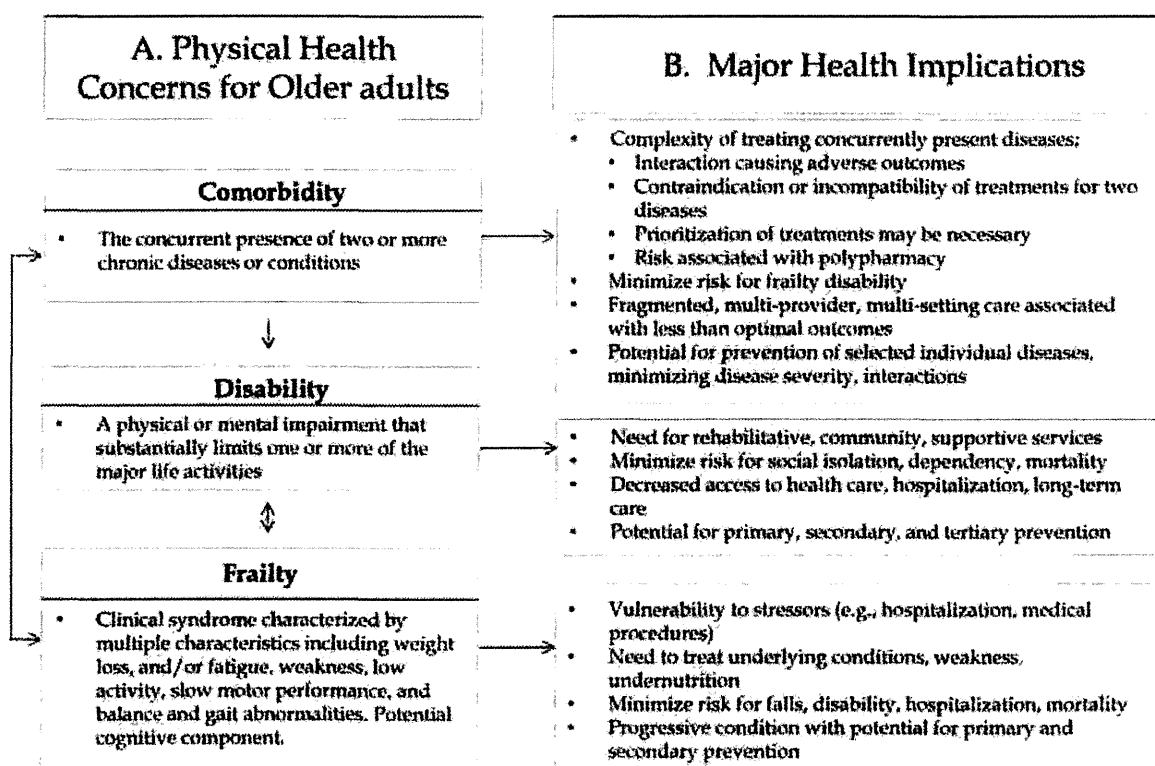 A. Physical Health
Concerns for Older adults
Comorbidity
• The concurrent presence of two or more
chronic diseases or conditions
Disability
• A physical or mental impairment that
substantially limits one or more of the
major life activities
Frailty
• Clinical syndrome characterized by
multiple characteristics including weight
loss, and/or fatigue, weakness, low
activity, slow motor performance, and
balance and gait abnormalities. Potential
cognitive component.
B. Major Health Implications
• Complexity of treating concurrently present diseases:
• Interaction causing adverse outcomes
• Contraindication or incompatibility of treatments for two
diseases
• Prioritization of treatments may be necessary
• Risk associated with polypharmacy
• Minimize risk for frailty disability
• Fragmented, multi-provider, multi-setting care associated
with less than optimal outcomes
• Potential for prevention of selected individual diseases,
minimizing disease severity, interactions
• Need for rehabilitative, community, supportive services
• Minimize risk for social isolation, dependency, mortality
• Decreased access to health care, hospitalization, long-term
care
• Potential for primary, secondary, and tertiary prevention
• Vulnerability to stressors (e.g., hospitalization, medical
procedures)
• Need to treat underlying conditions, weakness,
undernutrition
• Minimize risk for falls, disability, hospitalization, mortality
• Progressive condition with potential for primary and
secondary prevention